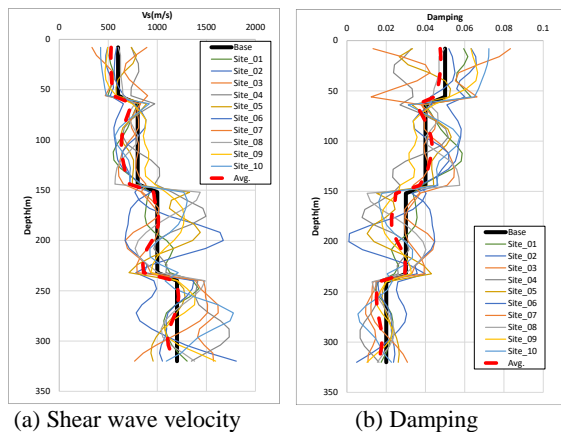 Vs(m/s)
0 500 1000 1500 2000
0
50
100
150
200
250
300
350
Depth(m)
Base
Site_01
Site_02
Site_03
Site_04
Site_05
Site_06
Site_07
Site_08
Site_09
Site_10
Avg.
(a) Shear wave velocity
Damping
0 0.02 0.04 0.06 0.08 0.1
0
50
100
150
200
250
300
350
Depth(m)
Base
Site_01
Site_02
Site_03
Site_04
Site_05
Site_06
Site_07
Site_08
Site_09
Site_10
Avg.
(b) Damping